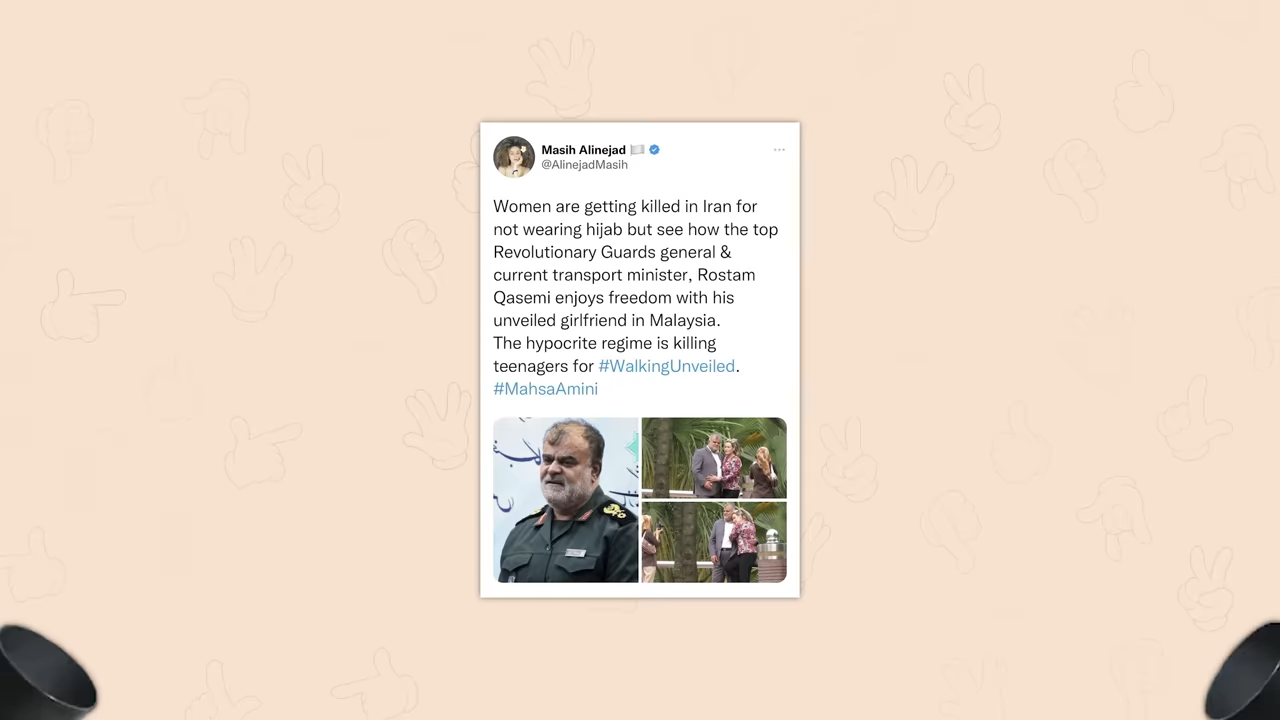 Masih Alinejad
@AlinejadMasih
Women are getting killed in Iran for
not wearing hijab but see how the top
Revolutionary Guards general &
current transport minister, Rostam
Qasemi enjoys freedom with his
unveiled girlfriend in Malaysia.
The hypocrite regime is killing
teenagers for #WalkingUnveiled.
#MahsaAmini